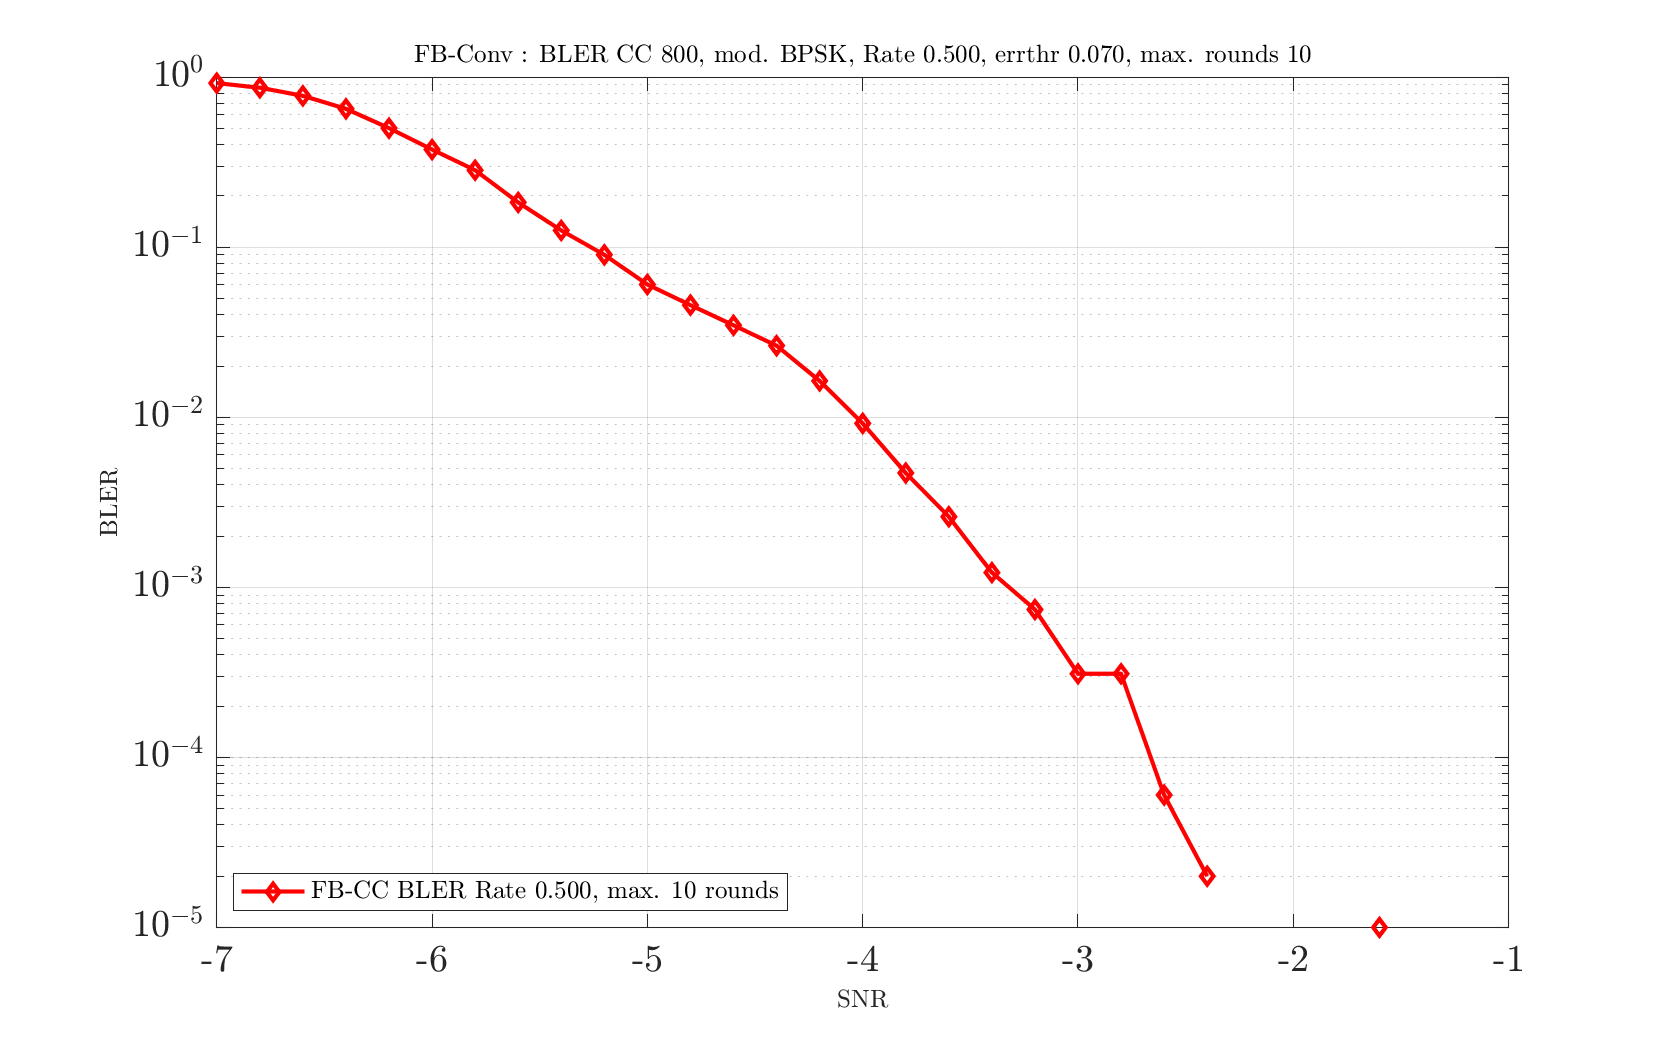 FB-Conv : BLER CC 800, mod. BPSK, Rate 0.500, errthr 0.070, max. rounds 10
10^0
10^-1
10^-2
10^-3
10^-4
10^-5
BLER
FB-CC BLER Rate 0.500, max. 10 rounds
-7 -6 -5 -4 -3 -2 -1
SNR